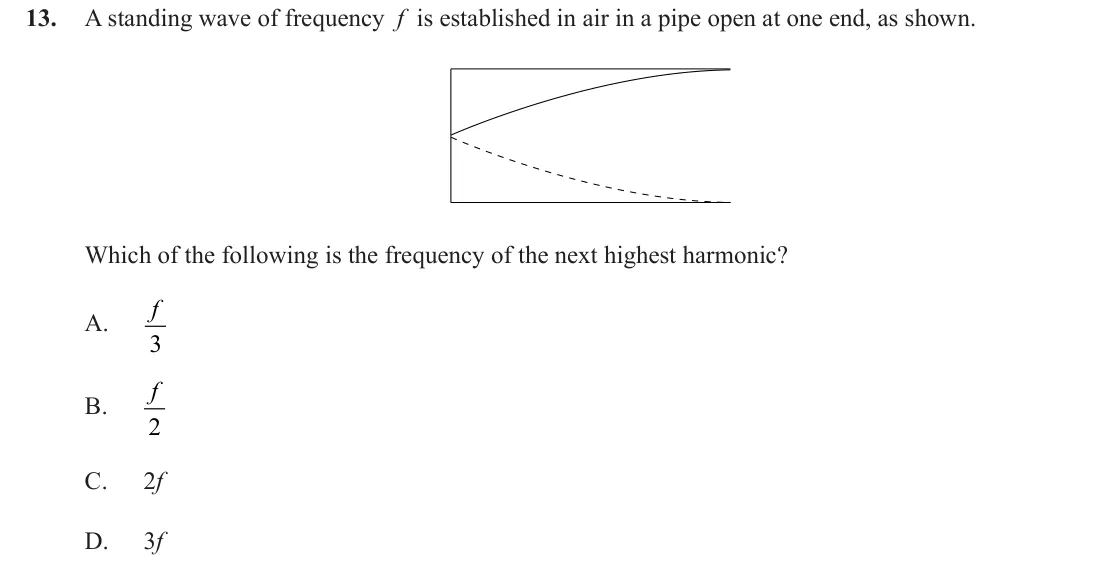 13. A standing wave of frequency f is established in air in a pipe open at one end, as shown.
Which of the following is the frequency of the next highest harmonic?
A. f/3
B. f/2
C. 2f
D. 3f